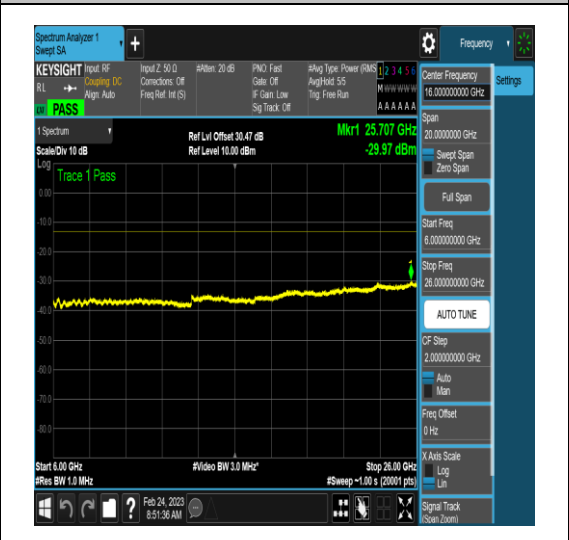 Spectrum Analyzer 1
Swept SA
+
Frequency
KEYSIGHT
Input: RF
Coupling: DC
Align: Auto
RL
PASS
Input Z: 50 Ω
Corrections: Off
Freq Ref: Int (S)
#Atten: 20 dB
PNO: Fast
Gate: Off
IF Gain: Low
Sig Track: Off
#Avg Type: Power (RMS
Avg|Hold: 5/5
Trig: Free Run
1 2 3 4 5 6
M W W W W W
A A A A A A
1 Spectrum
Scale/Div 10 dB
Ref Lvl Offset 30.47 dB
Ref Level 10.00 dBm
Mkr1 25.707 GHz
-29.97 dBm
Log
Trace 1 Pass
0.00
-10.0
-20.0
-30.0
-40.0
-50.0
-60.0
-70.0
-80.0
1
Start 6.00 GHz
#Res BW 1.0 MHz
#Video BW 3.0 MHz*
Stop 26.00 GHz
#Sweep ~1.00 s (20001 pts)
Center Frequency
16.000000000 GHz
Settings
Span
20.0000000 GHz
Swept Span
Zero Span
Full Span
Start Freq
6.000000000 GHz
Stop Freq
26.000000000 GHz
AUTO TUNE
CF Step
2.000000000 GHz
Auto
Man
Freq Offset
0 Hz
X Axis Scale
Log
Lin
Signal Track
(Span Zoom)
?
Feb 24, 2023
8:51:36 AM